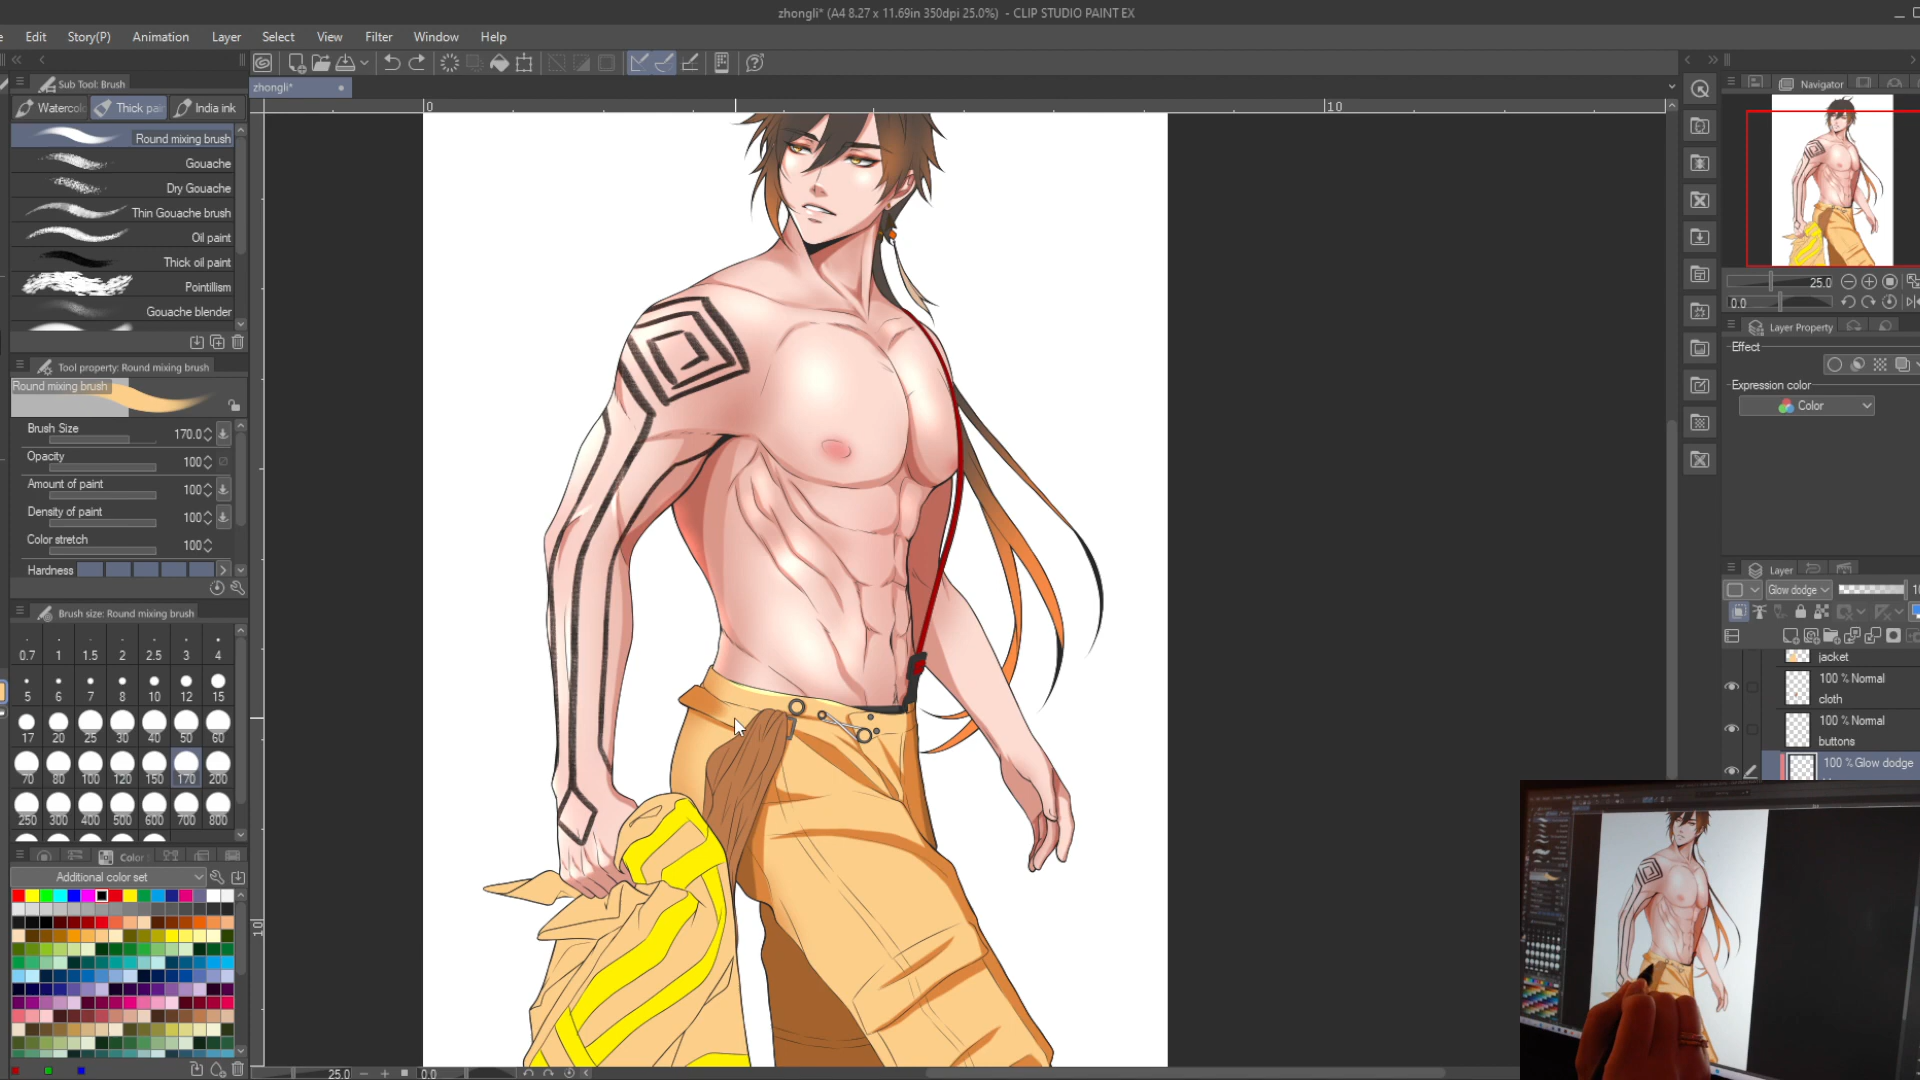 zhongli* (A4 8.27 x 11.69in 350dpi 25.0%) - CLIP STUDIO PAINT EX
Edit Story(P) Animation Layer Select View Filter Window Help
Sub Tool: Brush
Thick pai India ink
Round mixing brush
Gouache
Dry Gouache
Thin Gouache brush
Oil paint
Thick oil paint
Pointillism
Gouache blender
Tool property: Round mixing brush
Round mixing brush
Brush Size 170.0
Opacity 100
Amount of paint 100
Density of paint 100
Color stretch 100
Hardness
Brush size: Round mixing brush
0.7 1 1.5 2 2.5 3 4
5 6 7 8 10 12 15
17 20 25 30 40 50 60
70 80 100 120 150 170 200
250 300 400 500 600 700 800
Color
Additional color set
zhongli*
0 10
10
25.0 0.0
Navigator
25.0
0.0
Layer Property
Effect
Expression color
Color
Layer
Glow dodge
jacket
100 % Normal
cloth
100 % Normal
buttons
100 % Glow dodge